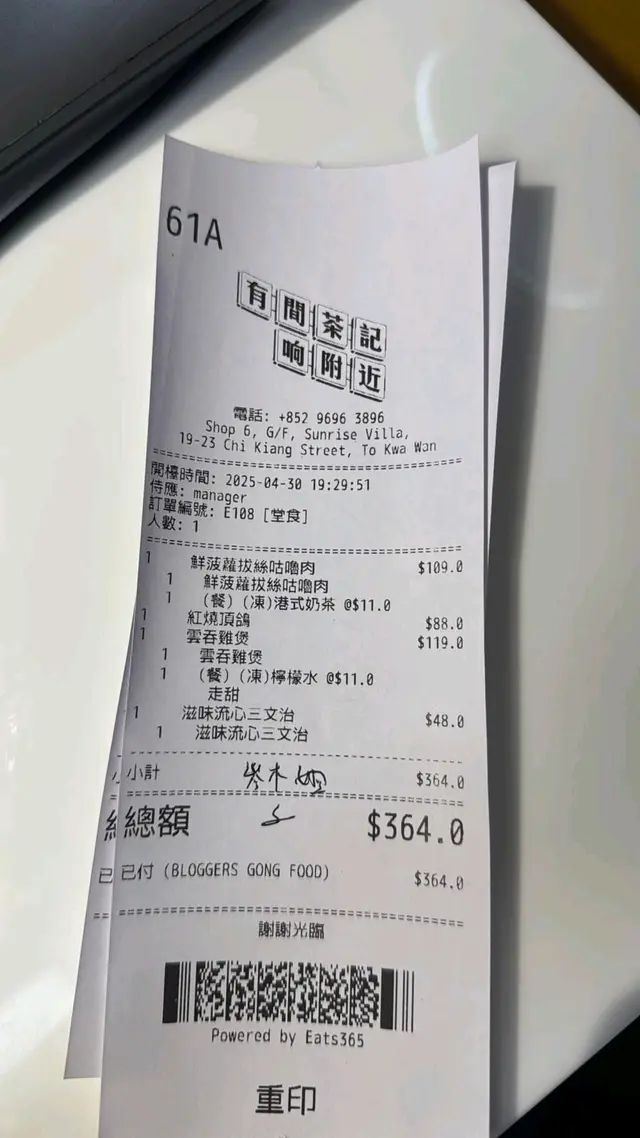 61A
有間茶記
响附近
電話: +852 9696 3896
Shop 6, G/F, Sunrise Villa,
19-23 Chi Kiang Street, To Kwa Wan
開檯時間: 2025-04-30 19:29:51
侍應: manager
訂單編號: E108 [堂食]
人數: 1
1 鮮菠蘿拔絲咕嚕肉 $109.0
1 鮮菠蘿拔絲咕嚕肉
1 (餐) (凍)港式奶茶 @$11.0
1 紅燒頂鴿 $88.0
1 雲吞雞煲 $119.0
1 雲吞雞煲
1 (餐) (凍)檸檬水 @$11.0
走甜
1 滋味流心三文治 $48.0
1 滋味流心三文治
小計 $364.0
總額 $364.0
已付 (BLOGGERS GONG FOOD) $364.0
謝謝光臨
Powered by Eats365
重印